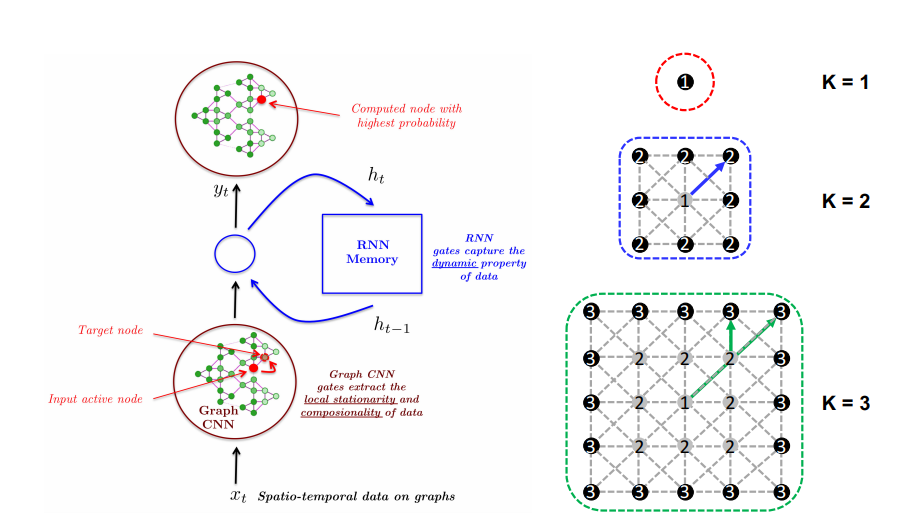 Computed node with
highest probability
y_t
h_t
RNN
Memory
RNN
gates capture the
dynamic property
of data
h_{t-1}
Target node
Input active node
Graph
CNN
Graph CNN
gates extract the
local stationarity and
composionality of data
x_t Spatio-temporal data on graphs
1
K = 1
2 2 2
2 1 2
2 2 2
K = 2
3 3 3 3 3
3 2 2 2 3
3 2 1 2 3
3 2 2 2 3
3 3 3 3 3
K = 3